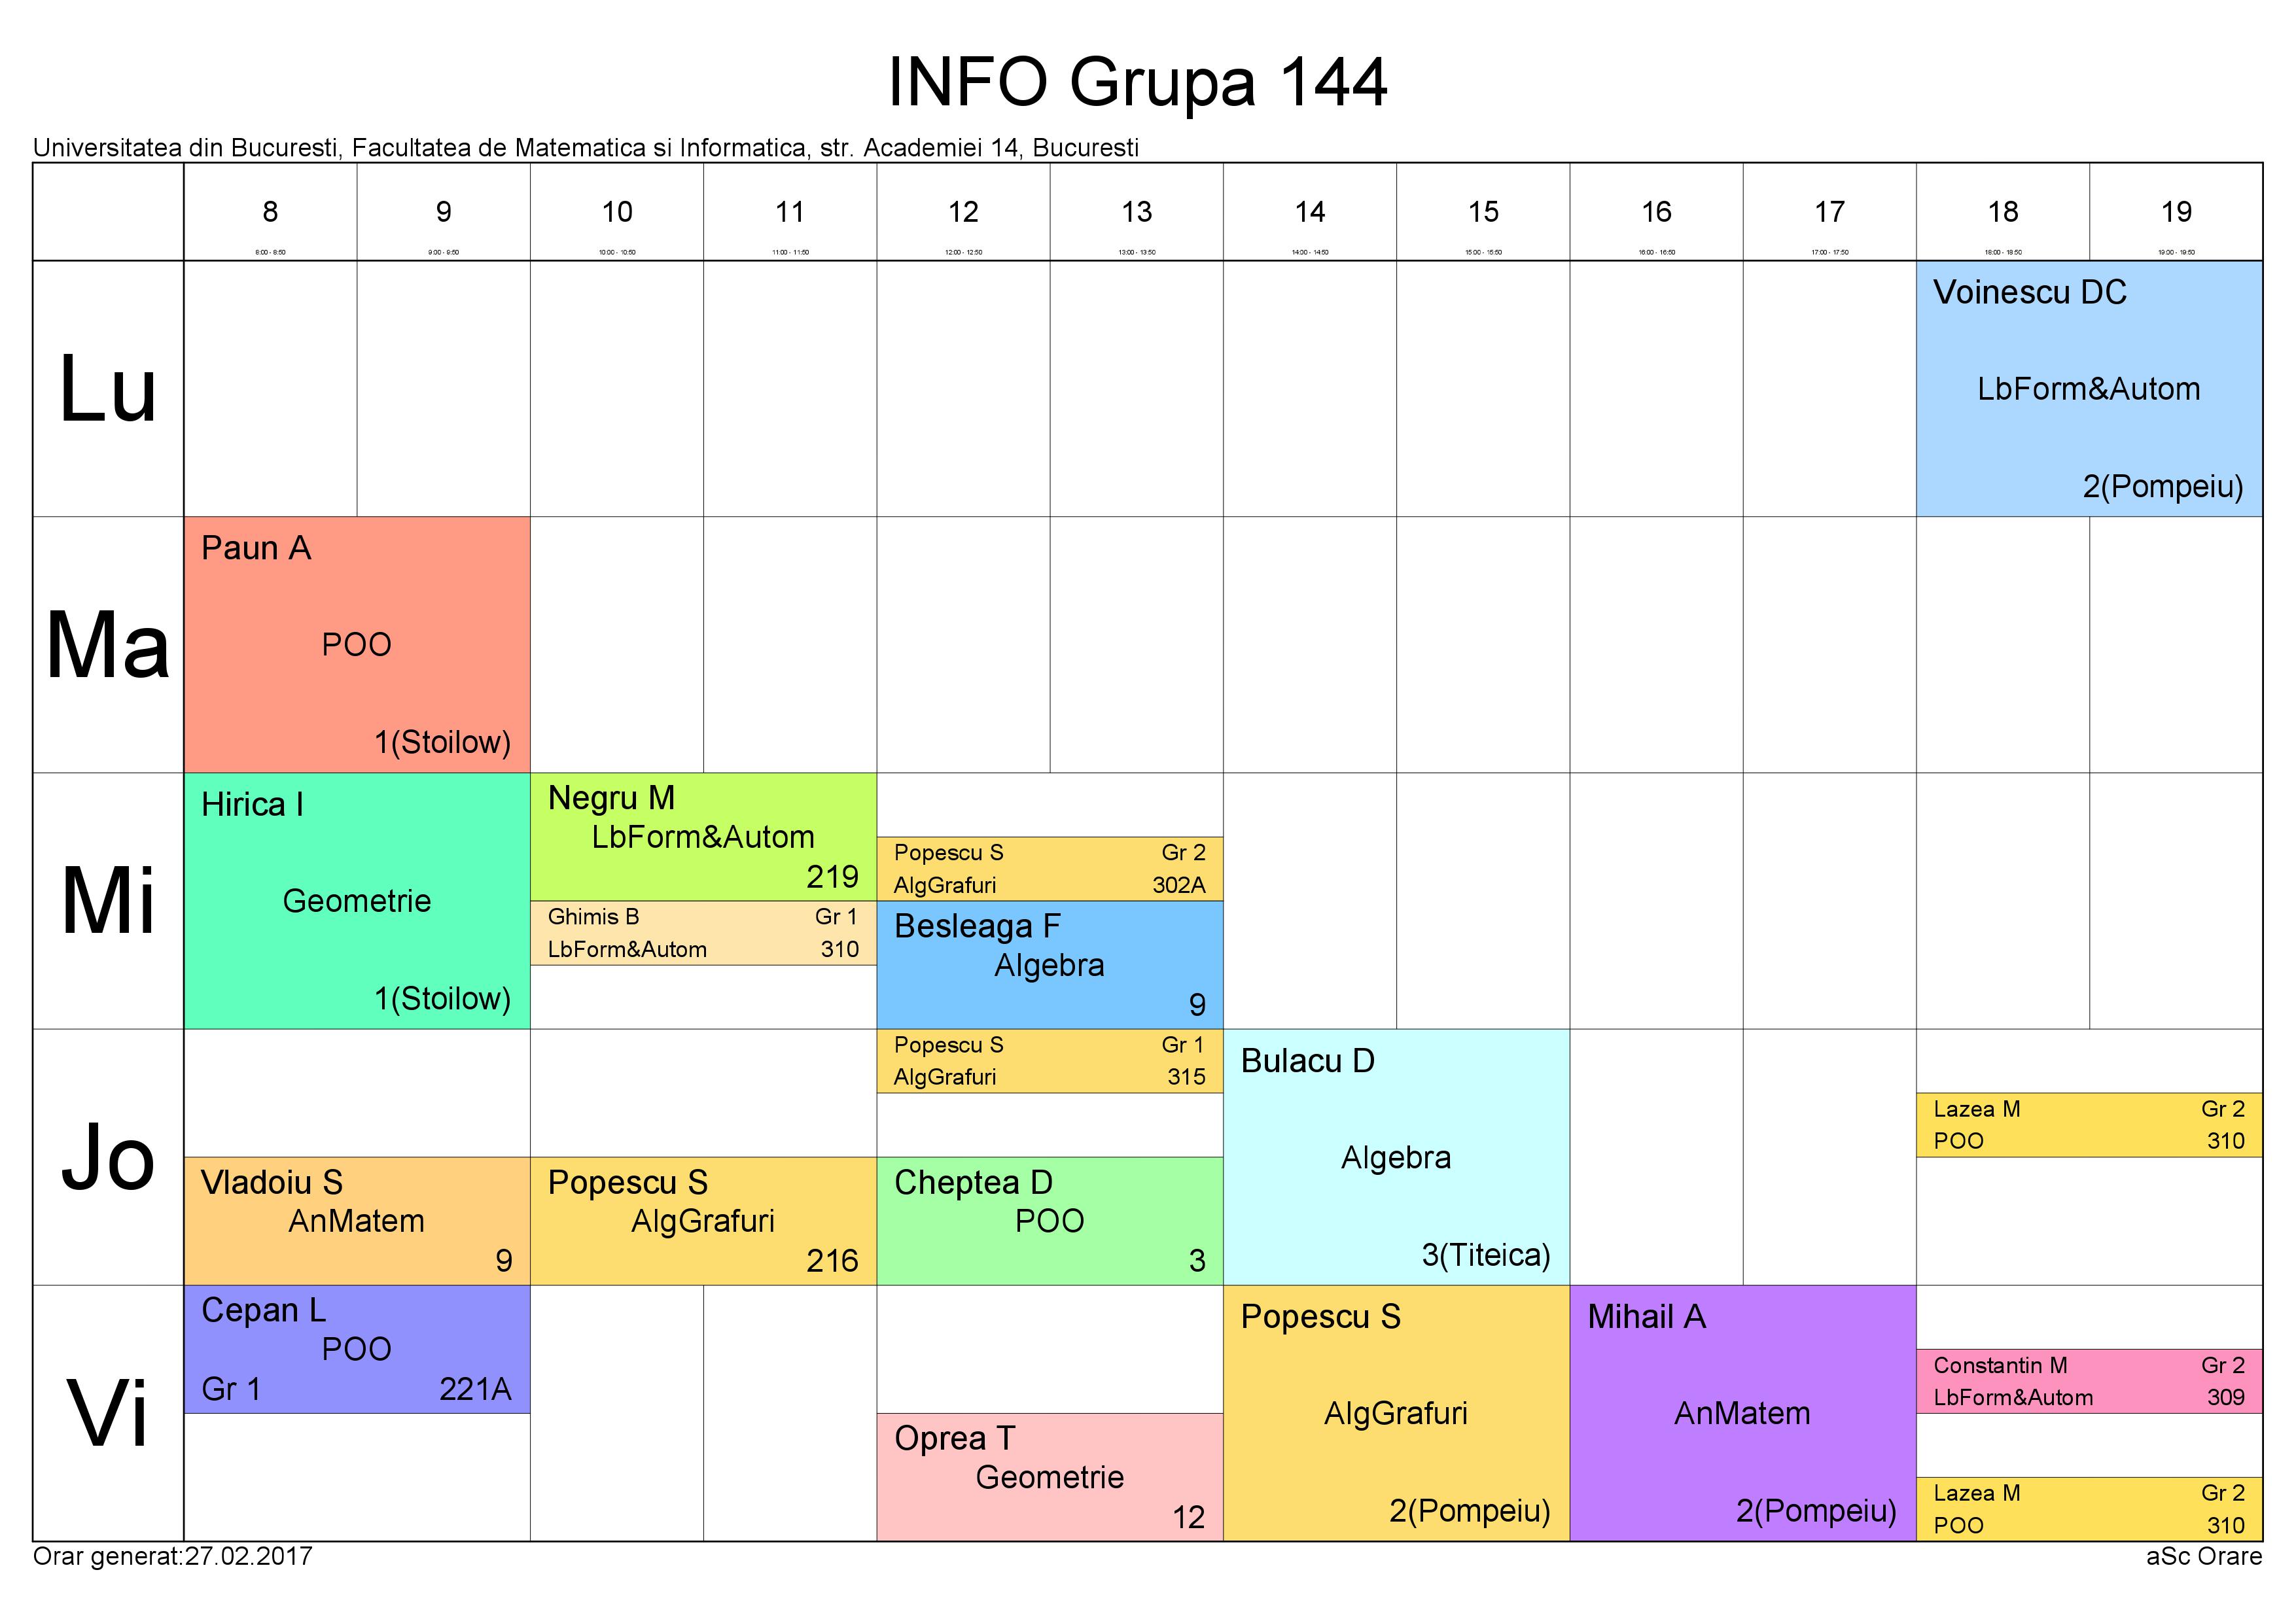 INFO Grupa 144
Universitatea din Bucuresti, Facultatea de Matematica si Informatica, str. Academiei 14, Bucuresti
8 9 10 11 12 13 14 15 16 17 18 19
8:00 - 8:50 9:00 - 9:50 10:00 - 10:50 11:00 - 11:50 12:00 - 12:50 13:00 - 13:50 14:00 - 14:50 15:00 - 15:50 16:00 - 16:50 17:00 - 17:50 18:00 - 18:50 19:00 - 19:50
Lu
Voinescu DC
LbForm&Autom
2(Pompeiu)
Ma
Paun A
POO
1(Stoilow)
Mi
Hirica I
Geometrie
1(Stoilow)
Negru M
LbForm&Autom
219
Ghimis B Gr 1
LbForm&Autom 310
Popescu S Gr 2
AlgGrafuri 302A
Besleaga F
Algebra
9
Jo
Vladoiu S
AnMatem
9
Popescu S
AlgGrafuri
216
Popescu S Gr 1
AlgGrafuri 315
Cheptea D
POO
3
Bulacu D
Algebra
3(Titeica)
Lazea M Gr 2
POO 310
Vi
Cepan L
POO
Gr 1 221A
Oprea T
Geometrie
12
Popescu S
AlgGrafuri
2(Pompeiu)
Mihail A
AnMatem
2(Pompeiu)
Constantin M Gr 2
LbForm&Autom 309
Lazea M Gr 2
POO 310
Orar generat:27.02.2017 aSc Orare